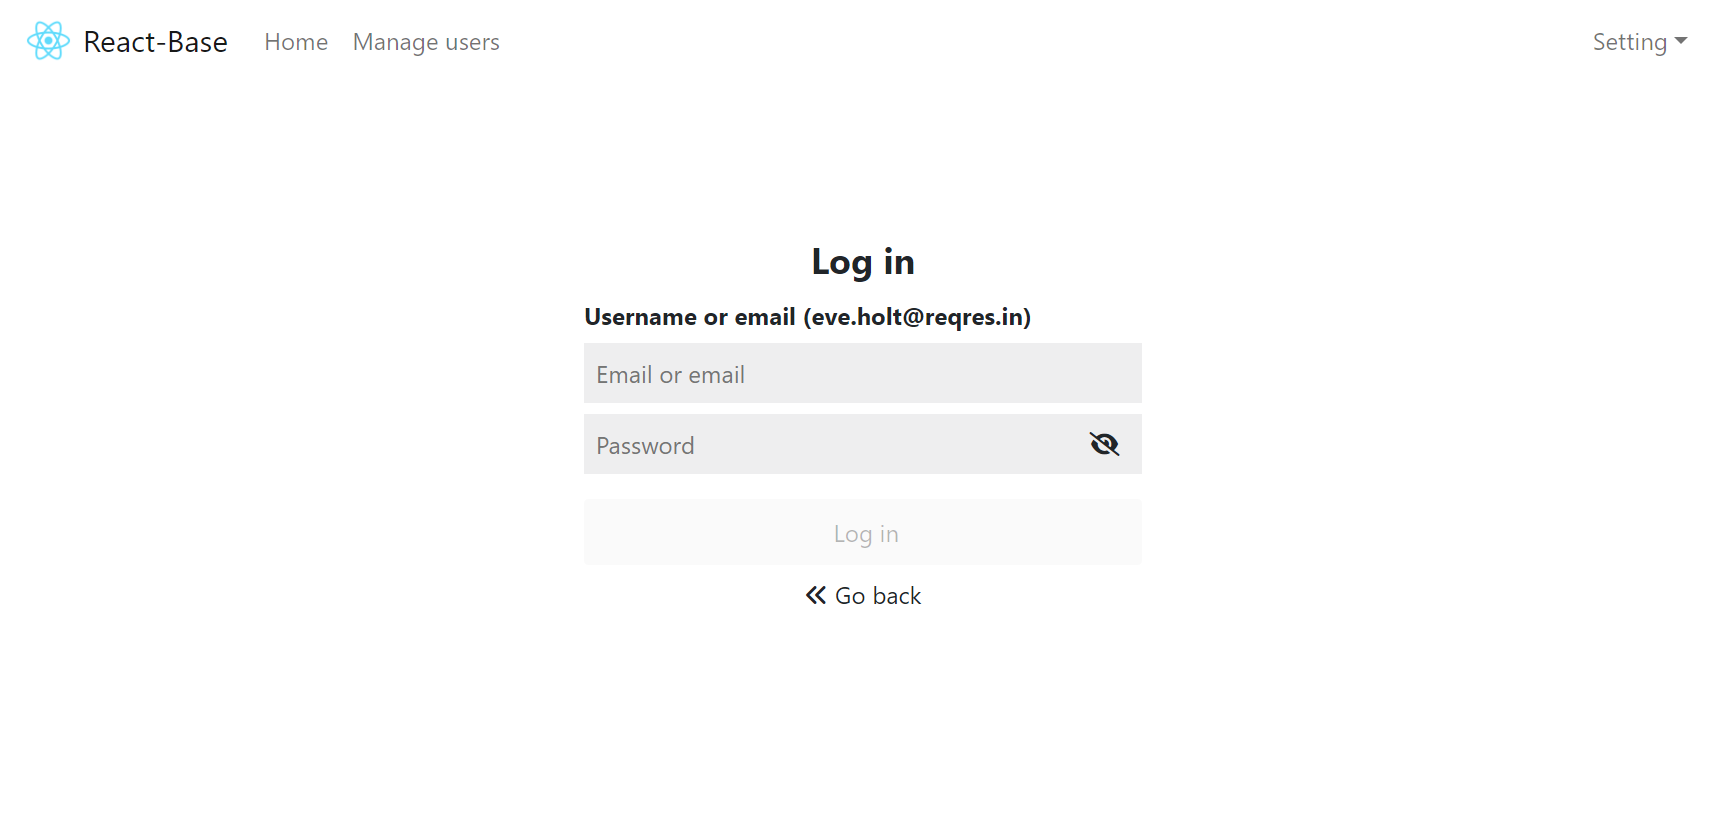 React-Base Home Manage users Setting
Log in
Username or email (eve.holt@reqres.in)
Email or email
Password
Log in
Go back